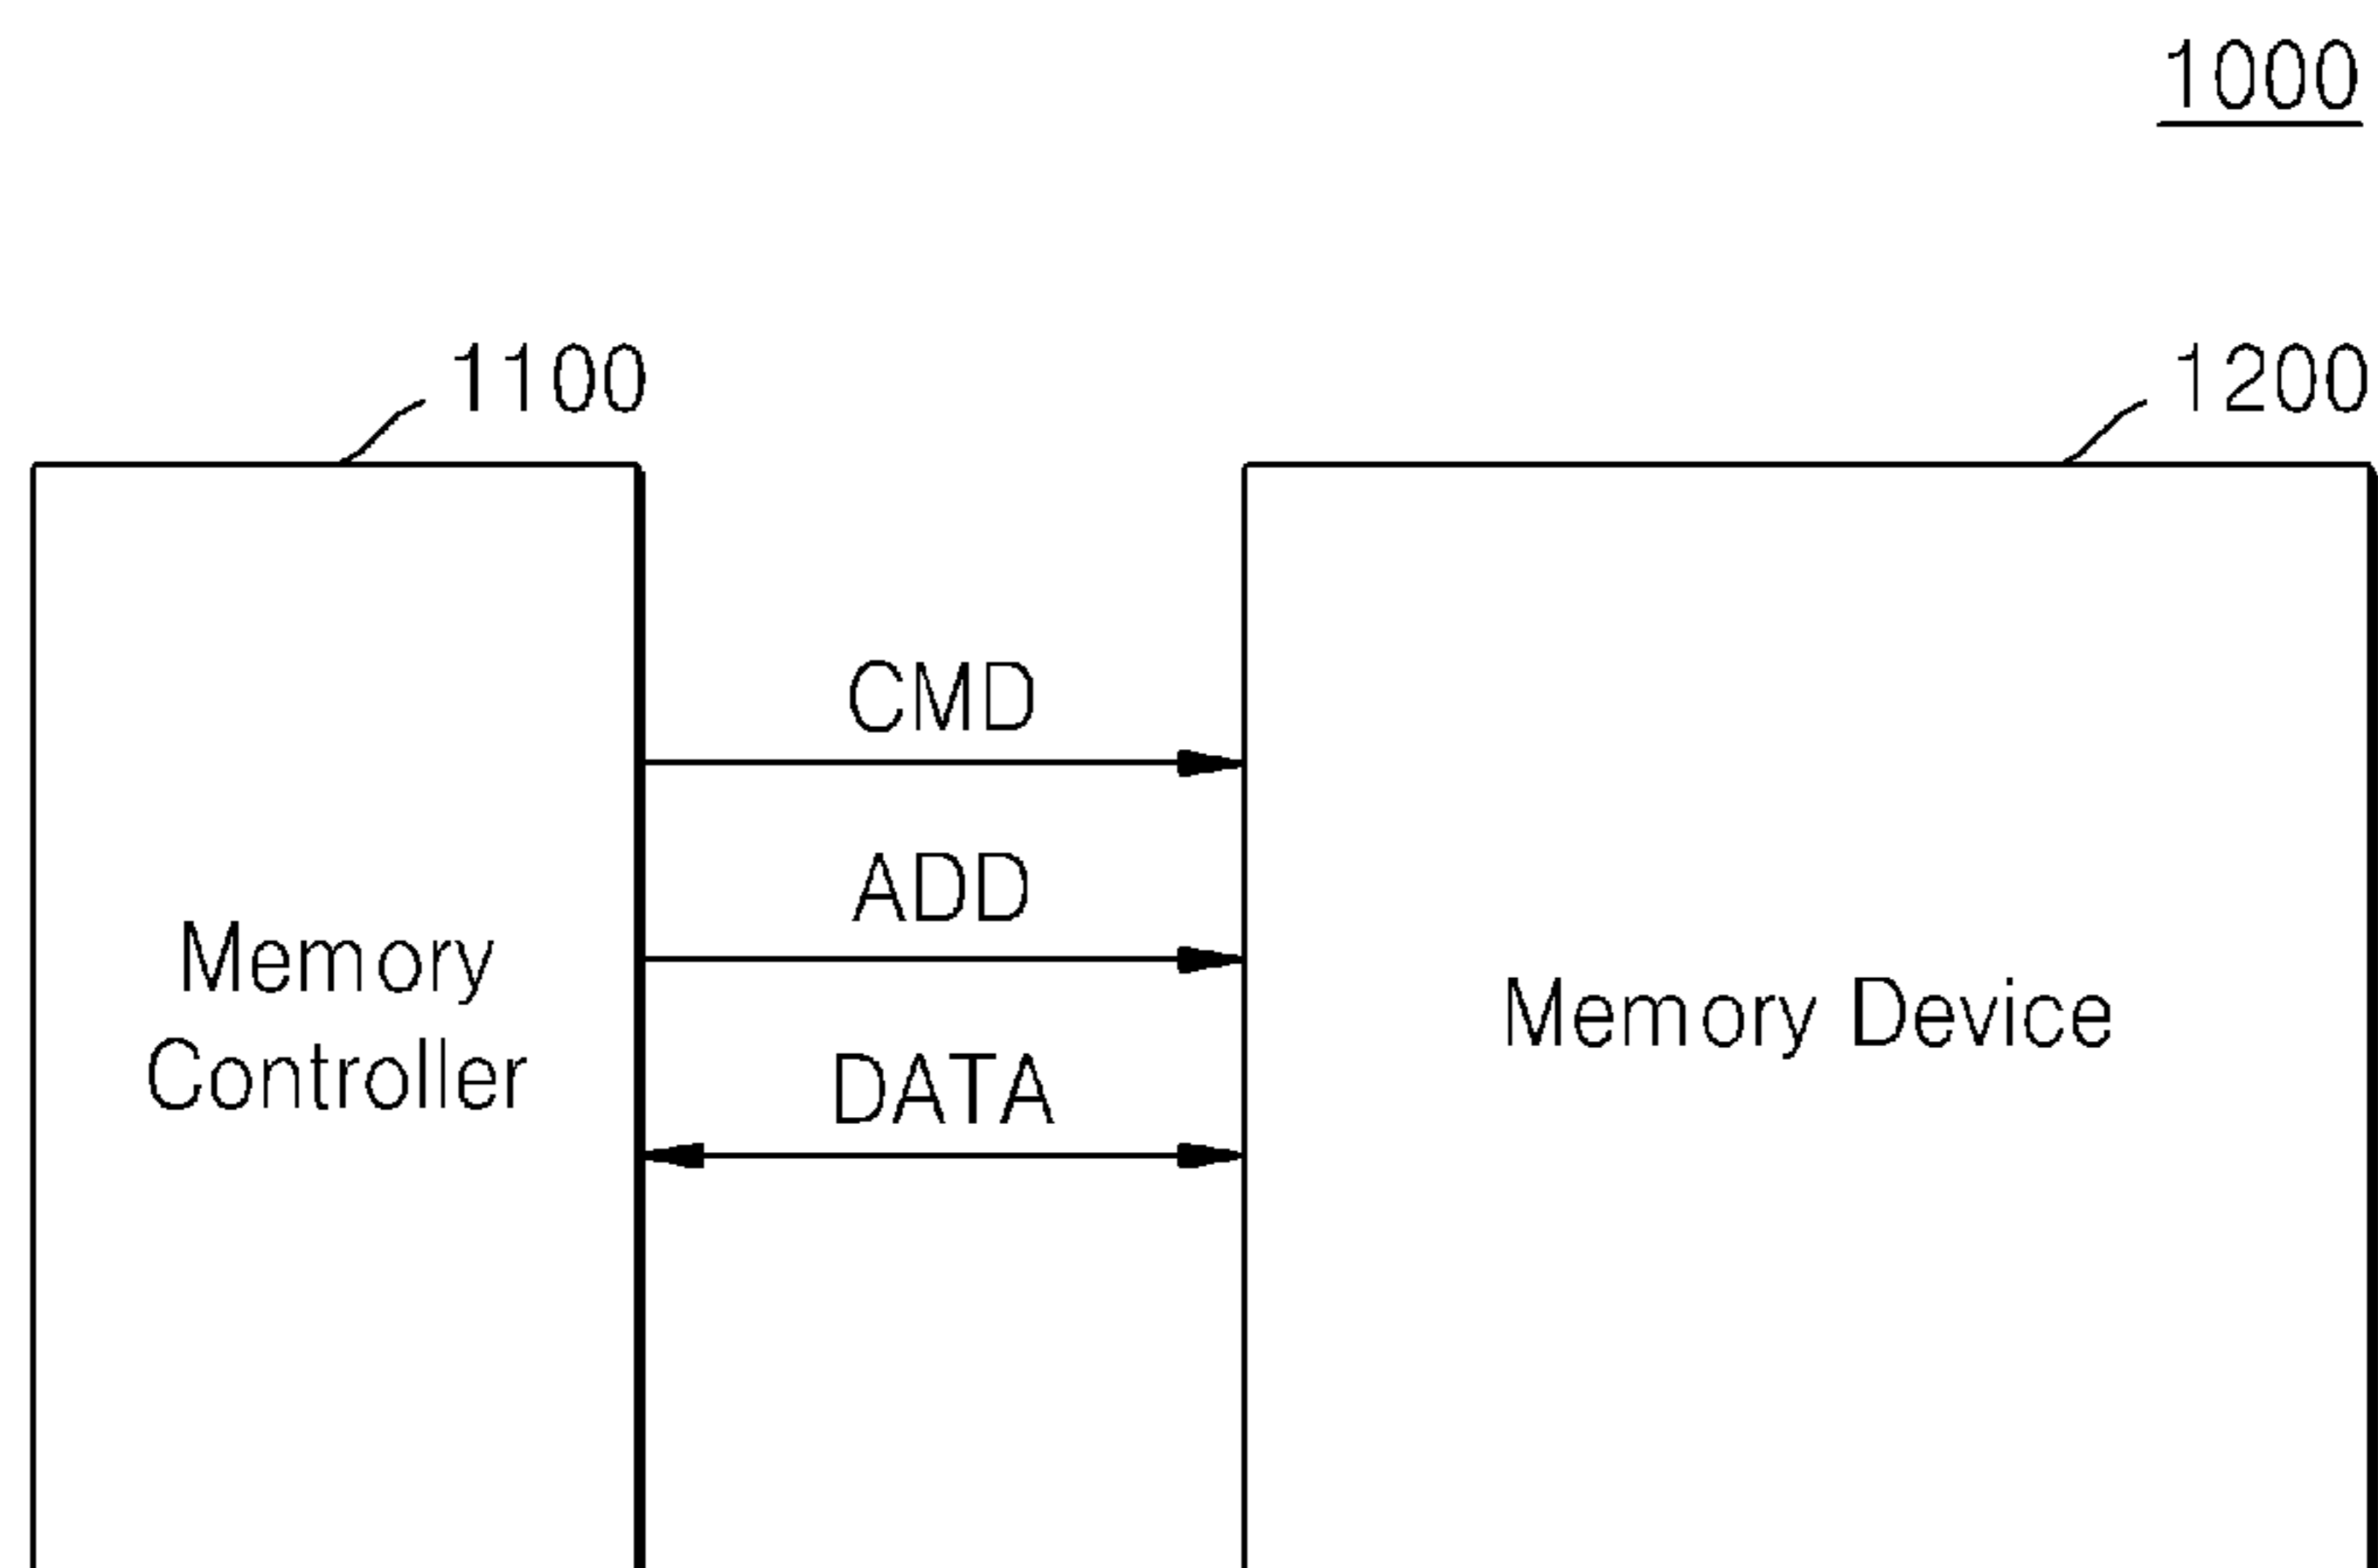 1000
1100
1200
CMD
ADD
Memory
Controller
DATA
Memory Device